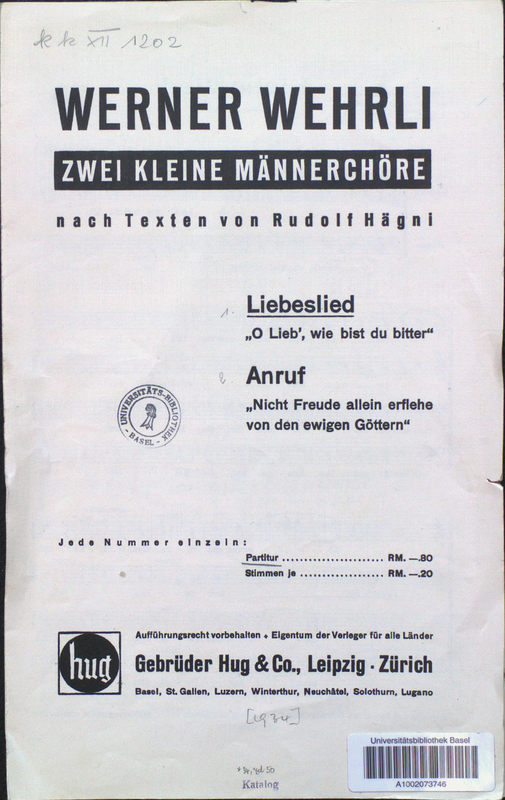 kk XII 1202
WERNER WEHRLI
ZWEI KLEINE MÄNNERCHÖRE
nach Texten von Rudolf Hägni
1. Liebeslied
„O Lieb', wie bist du bitter“
2 Anruf
„Nicht Freude allein erflehe
von den ewigen Göttern“
UNIVERSITÄTS-BIBLIOTHEK
- BASEL -
Jede Nummer einzeln:
Partitur .................... RM. —.80
Stimmen je .................. RM. —.20
hug
Aufführungsrecht vorbehalten + Eigentum der Verleger für alle Länder
Gebrüder Hug & Co., Leipzig · Zürich
Basel, St. Gallen, Luzern, Winterthur, Neuchâtel, Solothurn, Lugano
[1934]
Katalog
Universitätsbibliothek Basel
A1002073746